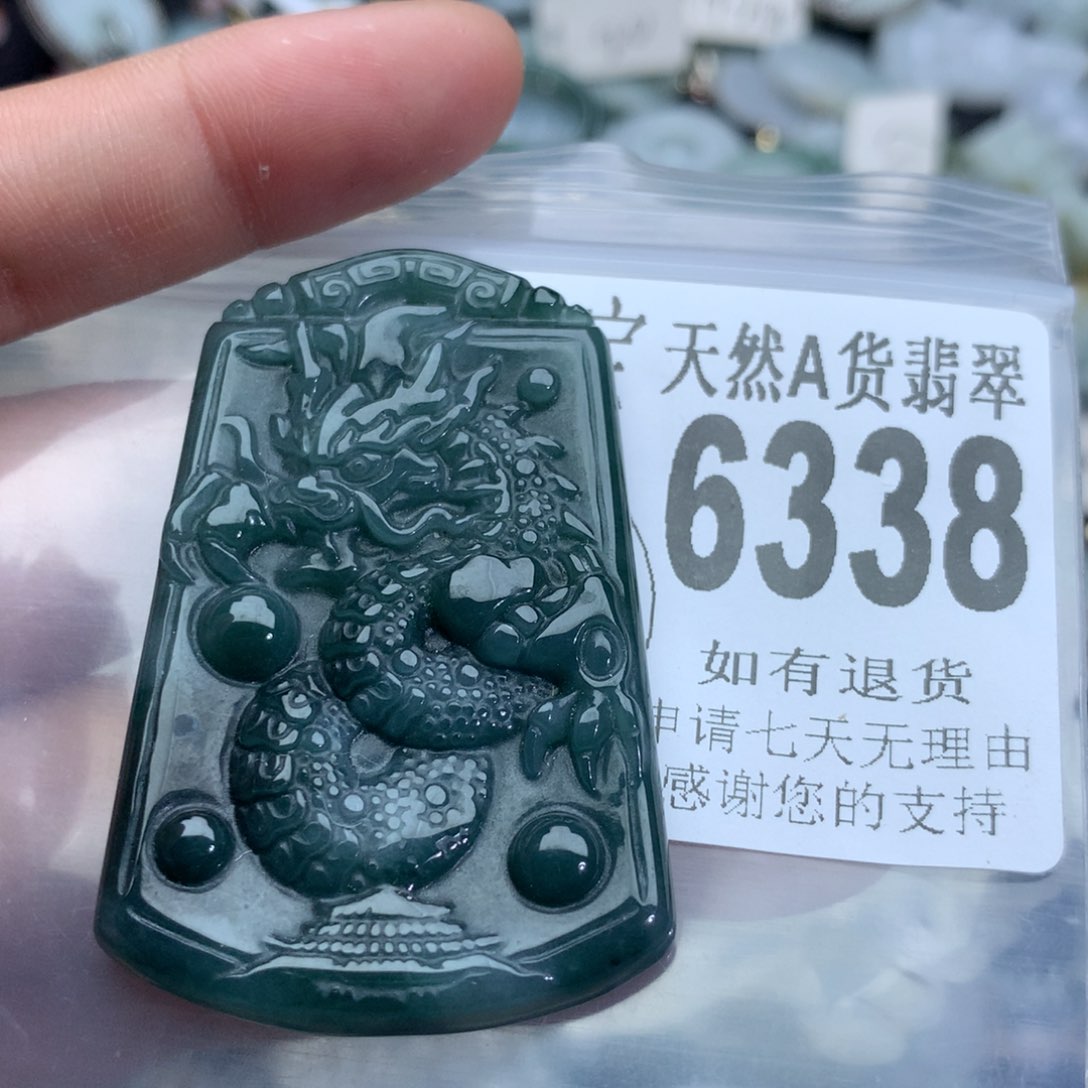 天然A货翡翠
6338
如有退货
申请七天无理由
感谢您的支持